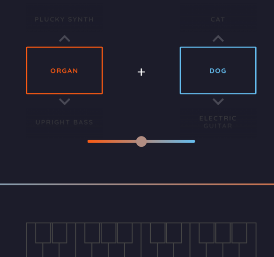 PLUCKY SYNTH
CAT
ORGAN
+
DOG
UPRIGHT BASS
ELECTRIC
GUITAR